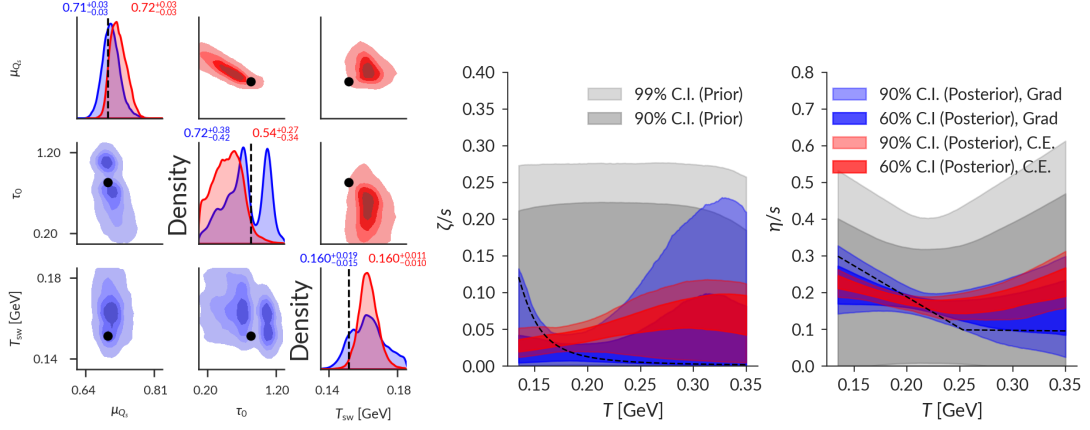 0.71+0.03−0.03 0.72+0.03−0.03
μQs
0.72+0.38−0.42 0.54+0.27−0.34
1.20
τ0
0.20
Density
0.160+0.019−0.015 0.160+0.011−0.010
0.18
Tsw [GeV]
0.14
Density
0.64 0.81
μQs
0.20 1.20
τ0
0.14 0.18
Tsw [GeV]
0.40
0.35
0.30
0.25
0.20
0.15
0.10
0.05
0.00
ζ/s
99% C.I. (Prior)
90% C.I. (Prior)
0.15 0.20 0.25 0.30 0.35
T [GeV]
0.8
0.7
0.6
0.5
0.4
0.3
0.2
0.1
0.0
η/s
90% C.I. (Posterior), Grad
60% C.I. (Posterior), Grad
90% C.I. (Posterior), C.E.
60% C.I (Posterior), C.E.
0.15 0.20 0.25 0.30 0.35
T [GeV]